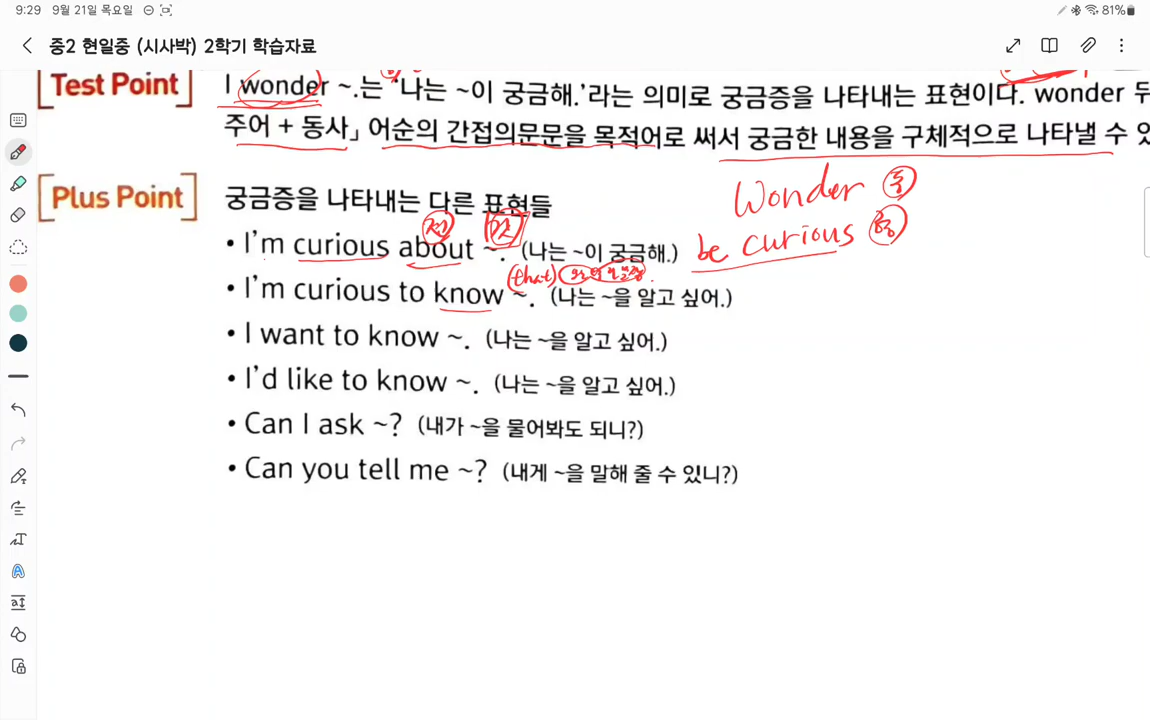 9:29 9월 21일 목요일 81%
중2 현일중 (시사박) 2학기 학습자료
Test Point I wonder ~.는 '나는 ~이 궁금해.'라는 의미로 궁금증을 나타내는 표현이다. wonder 두
주어 + 동사」 어순의 간접의문문을 목적어로 써서 궁금한 내용을 구체적으로 나타낼 수 있
Wonder 동
Plus Point 궁금증을 나타내는 다른 표현들
전
be curious 형
• I'm curious about ~. (나는 ~이 궁금해.)
(that)
• I'm curious to know ~. (나는 ~을 알고 싶어.)
• I want to know ~. (나는 ~을 알고 싶어.)
• I'd like to know ~. (나는 ~을 알고 싶어.)
• Can I ask ~? (내가 ~을 물어봐도 되니?)
• Can you tell me ~? (내게 ~을 말해 줄 수 있니?)